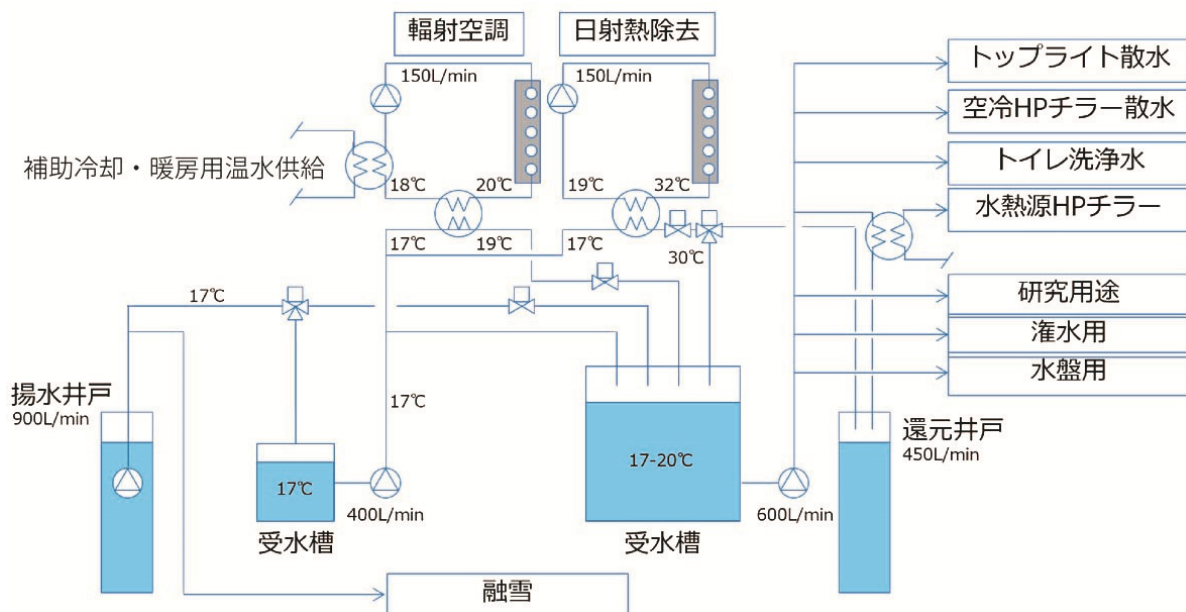 輻射空調
日射熱除去
150L/min
150L/min
補助冷却・暖房用温水供給
18℃
20℃
19℃
32℃
17℃
19℃
17℃
30℃
17℃
17℃
揚水井戸
900L/min
17℃
400L/min
受水槽
17-20℃
受水槽
600L/min
還元井戸
450L/min
融雪
トップライト散水
空冷HPチラー散水
トイレ洗浄水
水熱源HPチラー
研究用途
潅水用
水盤用